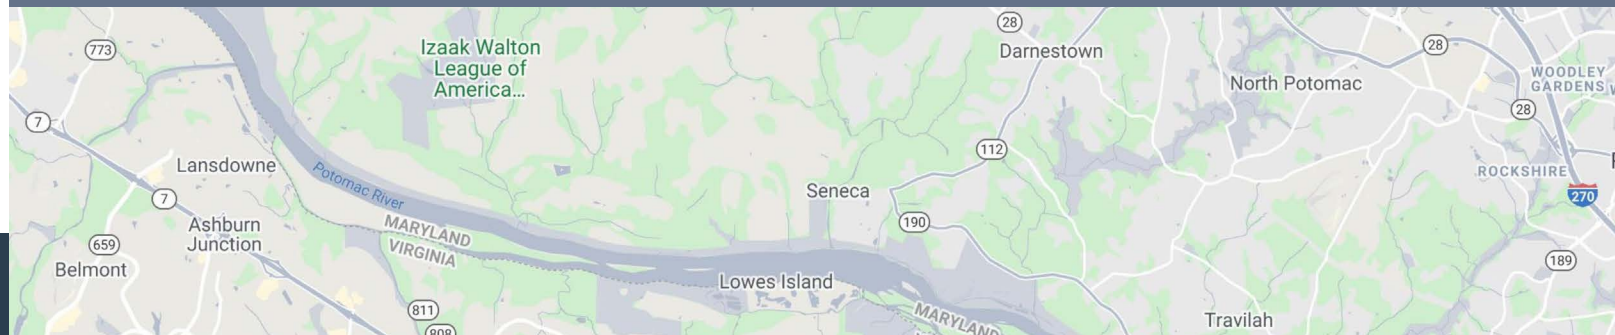 28
773
Izaak Walton
League of
America...
Darnestown
28
North Potomac
WOODLEY
GARDENS
7
28
112
Lansdowne
Potomac River
ROCKSHIRE
Seneca
7
270
190
Ashburn
Junction
MARYLAND
VIRGINIA
659
Belmont
189
Lowes Island
811
MARYLAND
Travilah
808